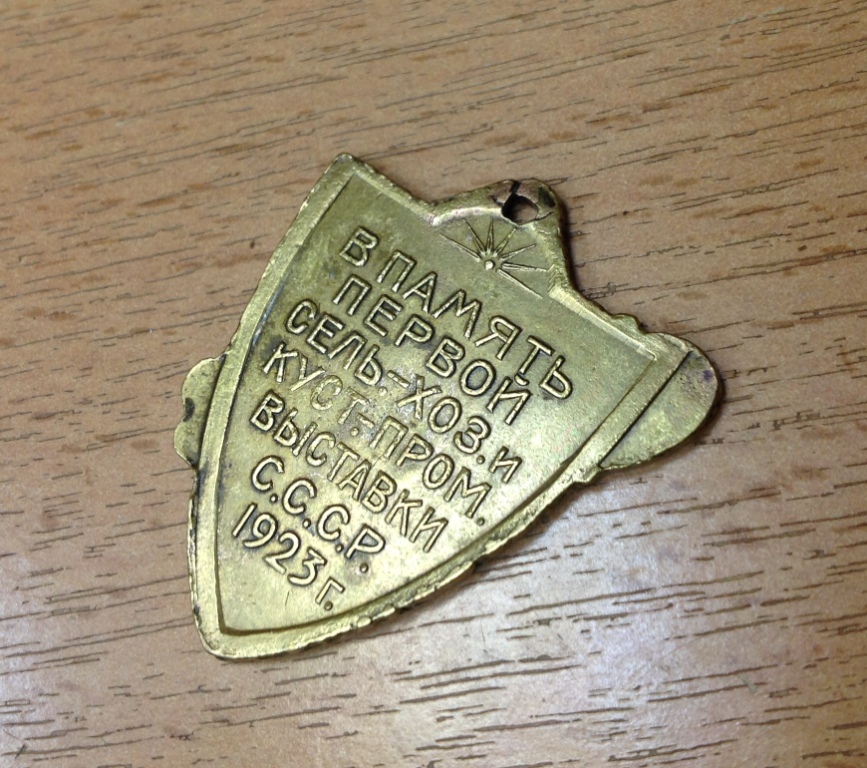 В ПАМЯТЬ
ПЕРВОЙ
СЕЛЬ.-ХОЗ. и
КУСТ.-ПРОМ.
ВЫСТАВКИ
С.С.С.Р.
1923 г.